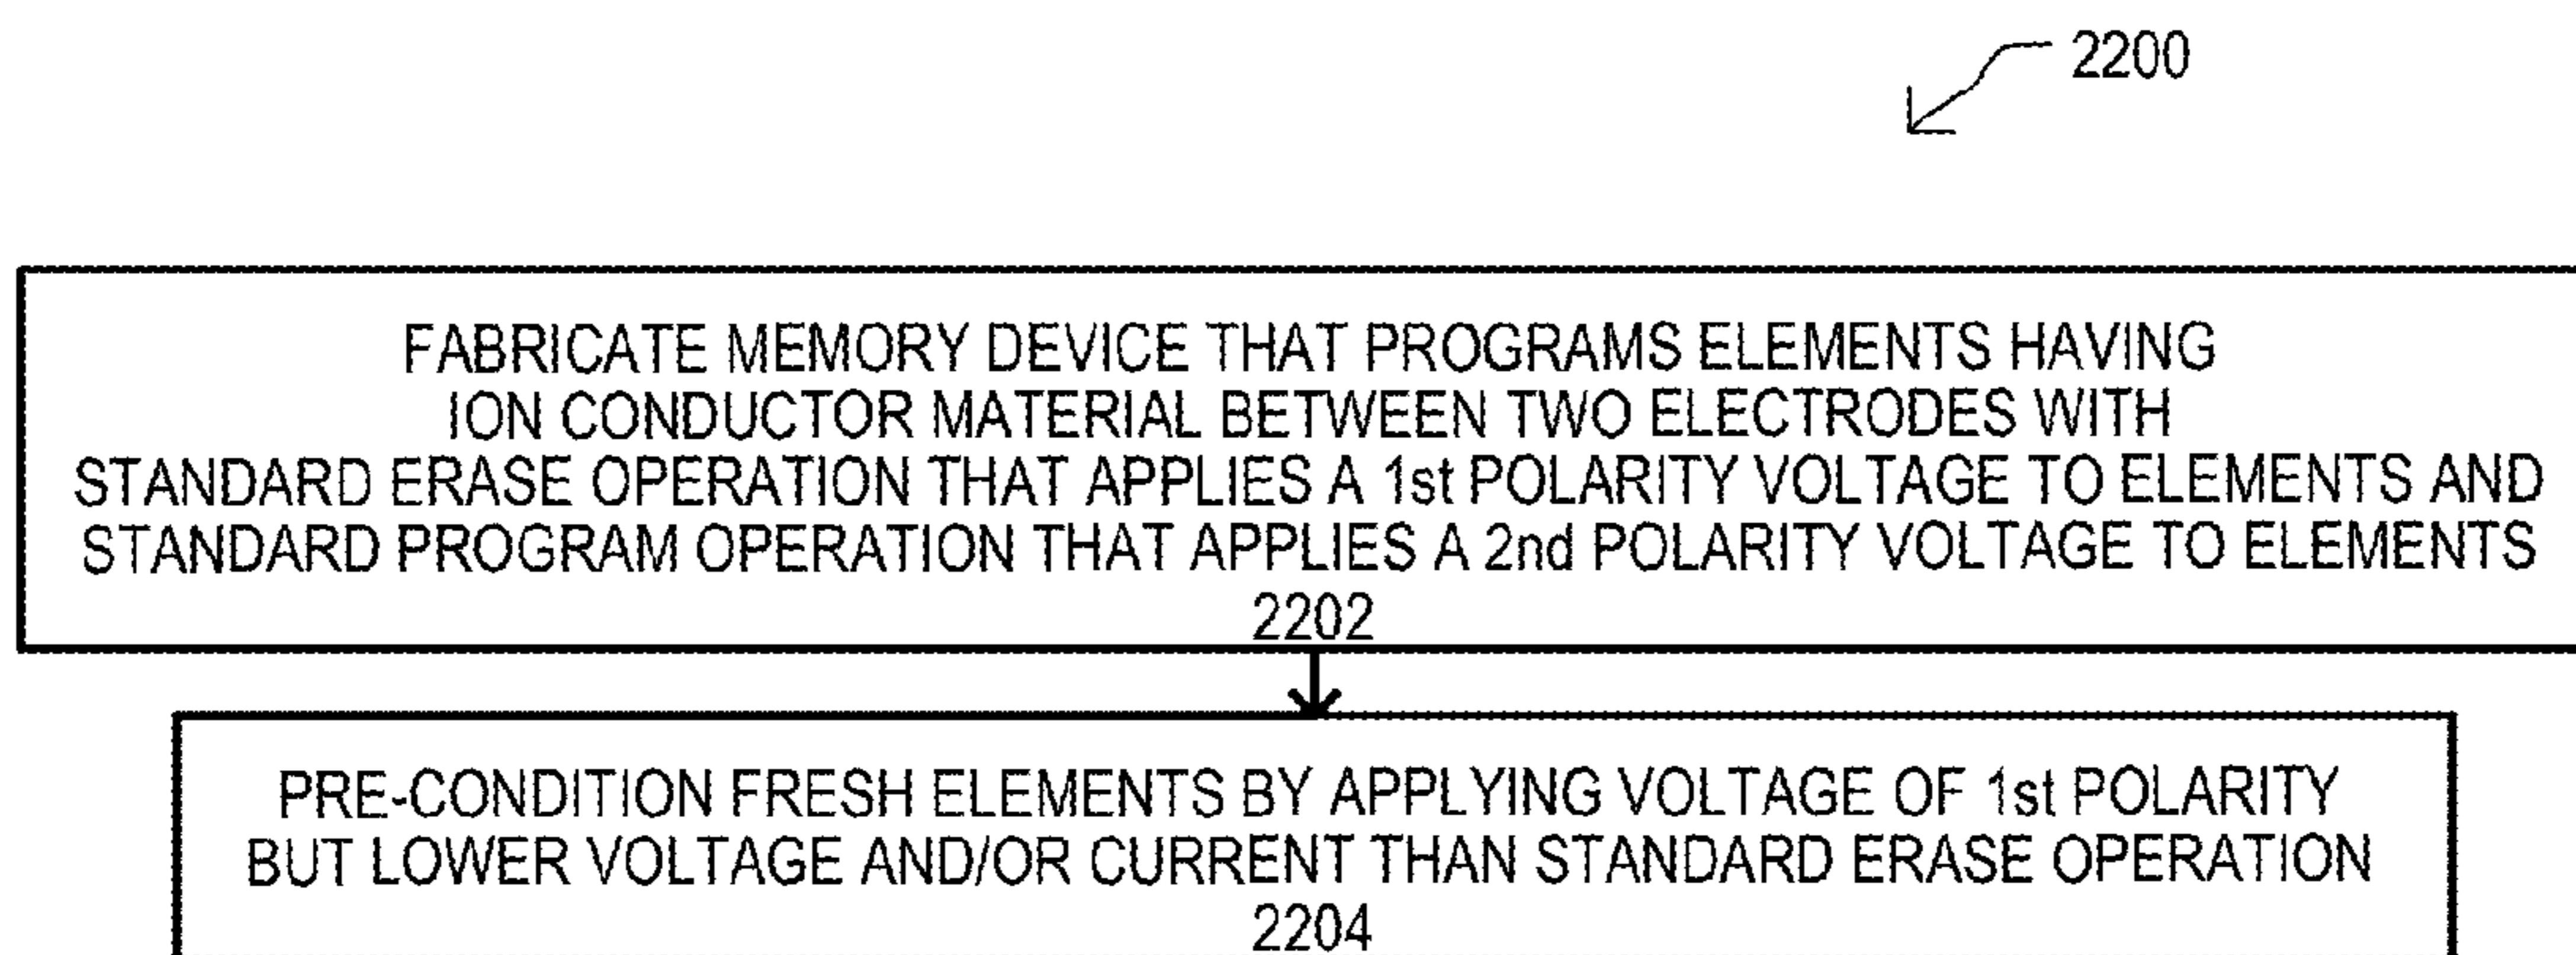 2200
FABRICATE MEMORY DEVICE THAT PROGRAMS ELEMENTS HAVING
ION CONDUCTOR MATERIAL BETWEEN TWO ELECTRODES WITH
STANDARD ERASE OPERATION THAT APPLIES A 1st POLARITY VOLTAGE TO ELEMENTS AND
STANDARD PROGRAM OPERATION THAT APPLIES A 2nd POLARITY VOLTAGE TO ELEMENTS
2202
PRE-CONDITION FRESH ELEMENTS BY APPLYING VOLTAGE OF 1st POLARITY
BUT LOWER VOLTAGE AND/OR CURRENT THAN STANDARD ERASE OPERATION
2204